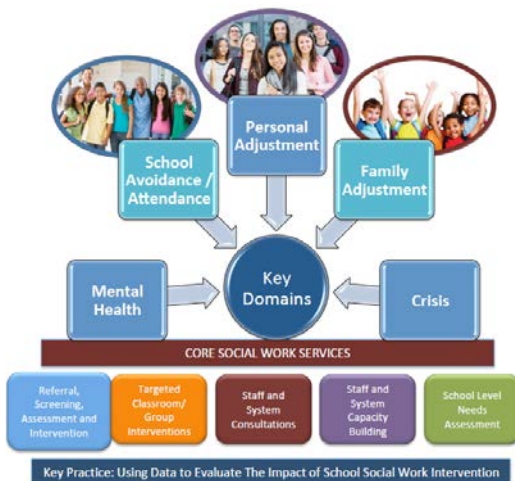 Personal
Adjustment
School
Avoidance /
Attendance
Family
Adjustment
Key
Domains
Mental
Health
Crisis
CORE SOCIAL WORK SERVICES
Referral,
Screening,
Assessment and
Intervention
Targeted
Classroom/
Group
Interventions
Staff and
System
Consultations
Staff and
System
Capacity
Building
School Level
Needs
Assessment
Key Practice: Using Data to Evaluate The Impact of School Social Work Intervention